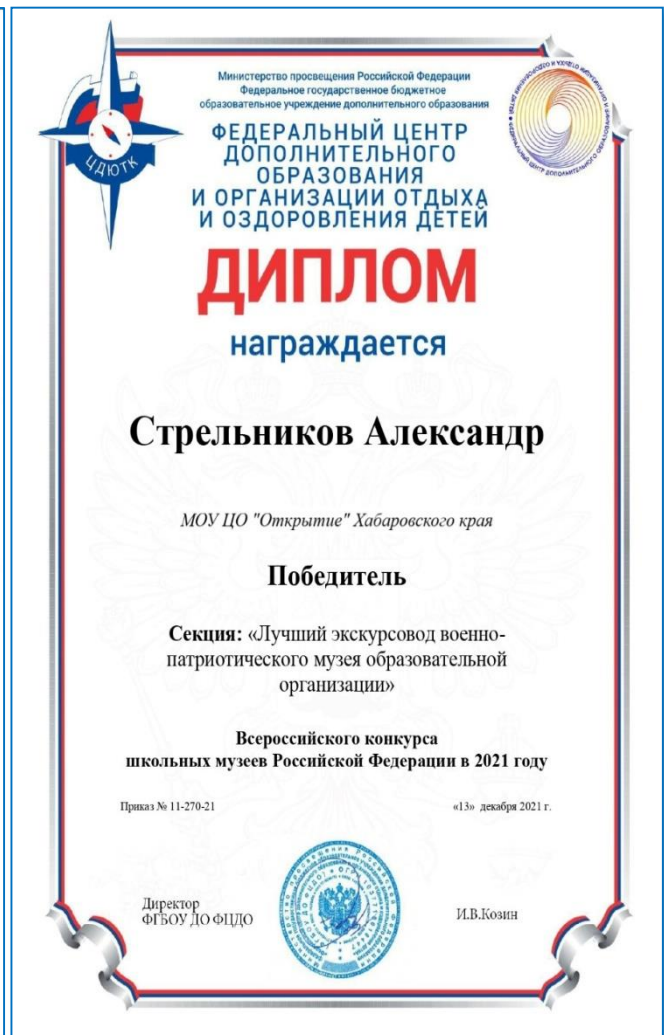 Министерство просвещения Российской Федерации
Федеральное государственное бюджетное
образовательное учреждение дополнительного образования
ФЕДЕРАЛЬНЫЙ ЦЕНТР
ДОПОЛНИТЕЛЬНОГО
ОБРАЗОВАНИЯ
И ОРГАНИЗАЦИИ ОТДЫХА
И ОЗДОРОВЛЕНИЯ ДЕТЕЙ
ЦДЮТК
ДИПЛОМ
награждается
Стрельников Александр
МОУ ЦО "Открытие" Хабаровского края
Победитель
Секция: «Лучший экскурсовод военно-
патриотического музея образовательной
организации»
Всероссийского конкурса
школьных музеев Российской Федерации в 2021 году
Приказ № 11-270-21
«13» декабря 2021 г.
Директор
ФГБОУ ДО ФЦДО
И.В.Козин